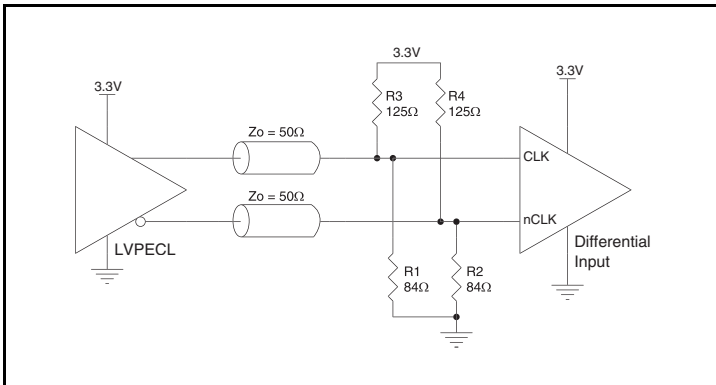 3.3V
3.3V
3.3V
R3
125Ω
R4
125Ω
Zo = 50Ω
CLK
Zo = 50Ω
nCLK
LVPECL
Differential
Input
R1
84Ω
R2
84Ω